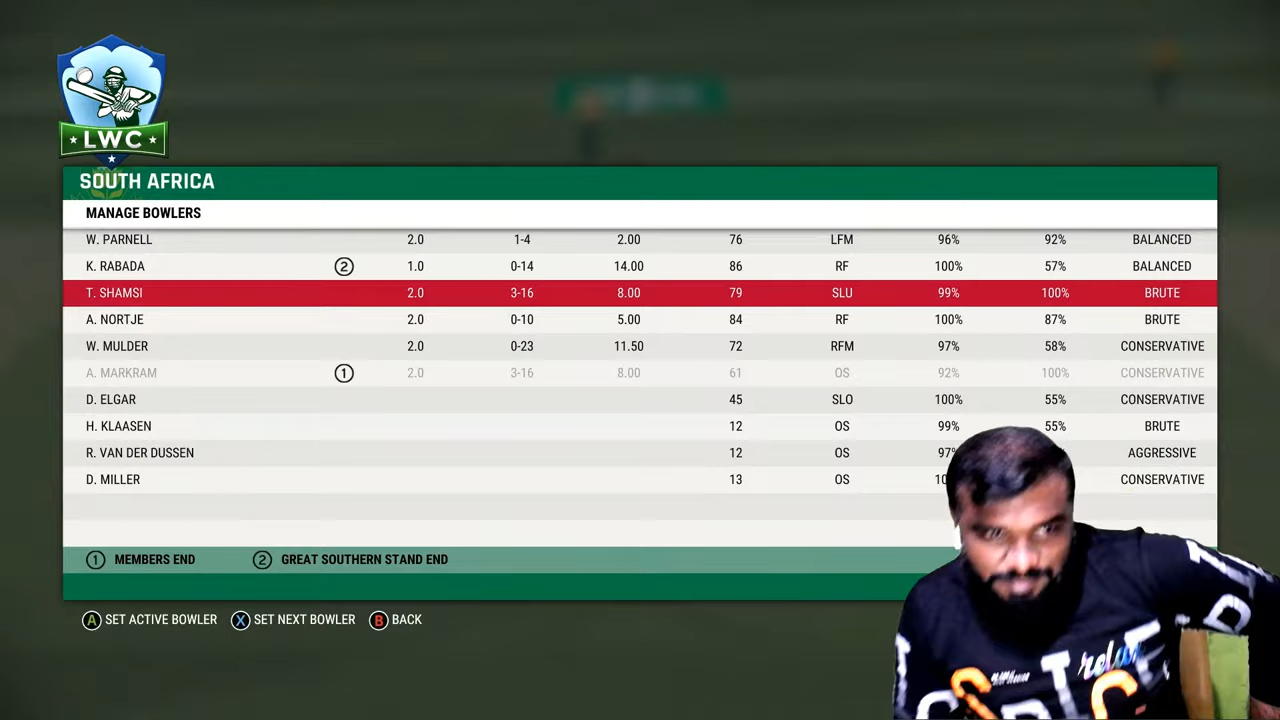 LWC
SOUTH AFRICA
MANAGE BOWLERS
W. PARNELL 2.0 1-4 2.00 76 LFM 96% 92% BALANCED
K. RABADA 2 1.0 0-14 14.00 86 RF 100% 57% BALANCED
T. SHAMSI 2.0 3-16 8.00 79 SLU 99% 100% BRUTE
A. NORTJE 2.0 0-10 5.00 84 RF 100% 87% BRUTE
W. MULDER 2.0 0-23 11.50 72 RFM 97% 58% CONSERVATIVE
A. MARKRAM 1 2.0 3-16 8.00 61 OS 92% 100% CONSERVATIVE
D. ELGAR 45 SLO 100% 55% CONSERVATIVE
H. KLAASEN 12 OS 99% 55% BRUTE
R. VAN DER DUSSEN 12 OS 97% AGGRESSIVE
D. MILLER 13 OS CONSERVATIVE
1 MEMBERS END 2 GREAT SOUTHERN STAND END
A SET ACTIVE BOWLER X SET NEXT BOWLER B BACK